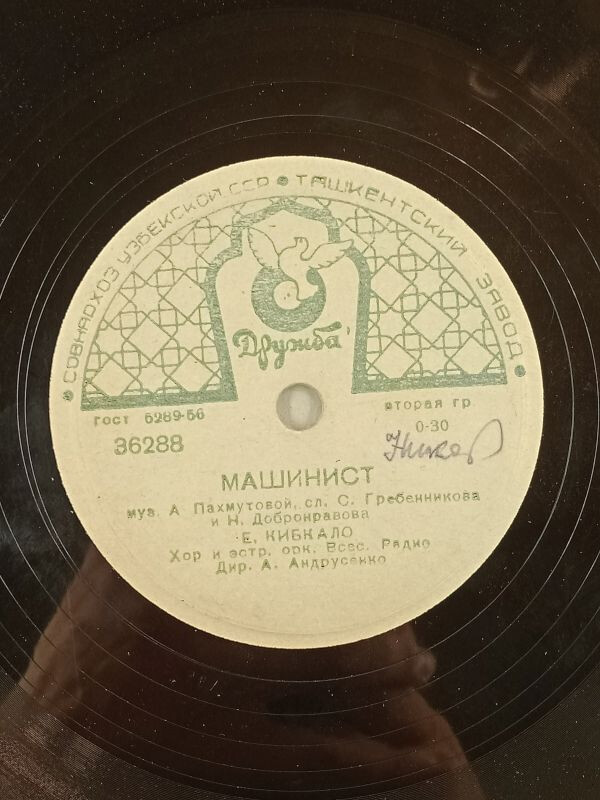 • СОВНАРХОЗ УЗБЕКСКОЙ ССР • ТАШКЕНТСКИЙ ЗАВОД •
Дружба
ГОСТ 5289-56
вторая гр.
36288
0-30
МАШИНИСТ
муз. А. Пахмутовой, сл. С. Гребенникова
и Н. Добронравова
Е. КИБКАЛО
Хор и эстр. орк. Всес. Радио
Дир. А. Андрусенко